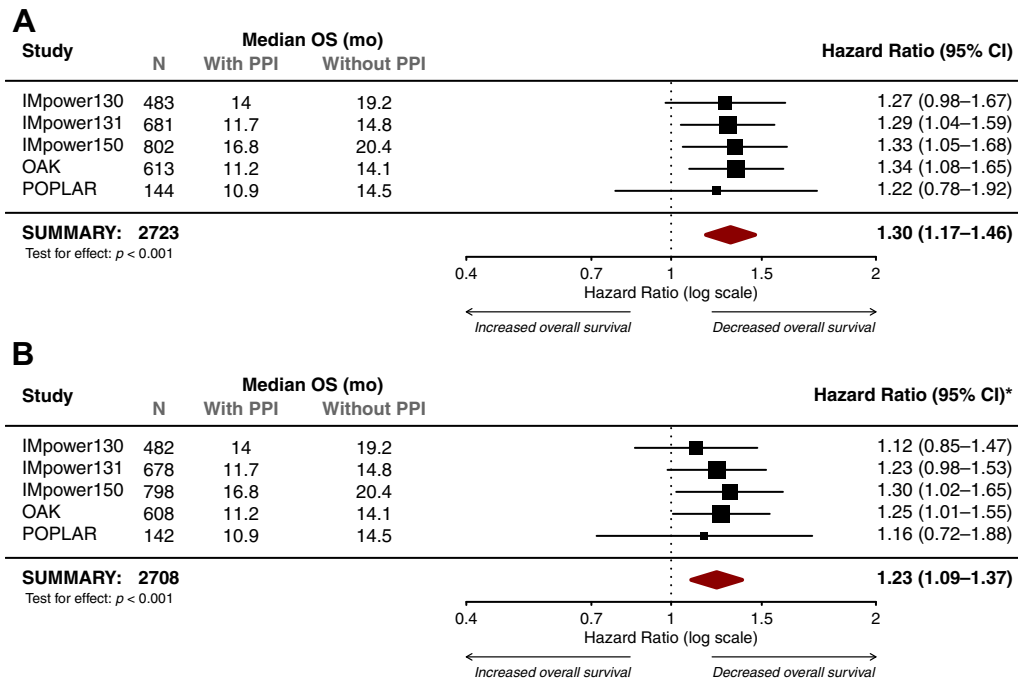 A
Median OS (mo)
Study N With PPI Without PPI Hazard Ratio (95% CI)
IMpower130 483 14 19.2 1.27 (0.98–1.67)
IMpower131 681 11.7 14.8 1.29 (1.04–1.59)
IMpower150 802 16.8 20.4 1.33 (1.05–1.68)
OAK 613 11.2 14.1 1.34 (1.08–1.65)
POPLAR 144 10.9 14.5 1.22 (0.78–1.92)
SUMMARY: 2723 1.30 (1.17–1.46)
Test for effect: p < 0.001
0.4 0.7 1 1.5 2
Hazard Ratio (log scale)
Increased overall survival Decreased overall survival
B
Median OS (mo)
Study N With PPI Without PPI Hazard Ratio (95% CI)*
IMpower130 482 14 19.2 1.12 (0.85–1.47)
IMpower131 678 11.7 14.8 1.23 (0.98–1.53)
IMpower150 798 16.8 20.4 1.30 (1.02–1.65)
OAK 608 11.2 14.1 1.25 (1.01–1.55)
POPLAR 142 10.9 14.5 1.16 (0.72–1.88)
SUMMARY: 2708 1.23 (1.09–1.37)
Test for effect: p < 0.001
0.4 0.7 1 1.5 2
Hazard Ratio (log scale)
Increased overall survival Decreased overall survival